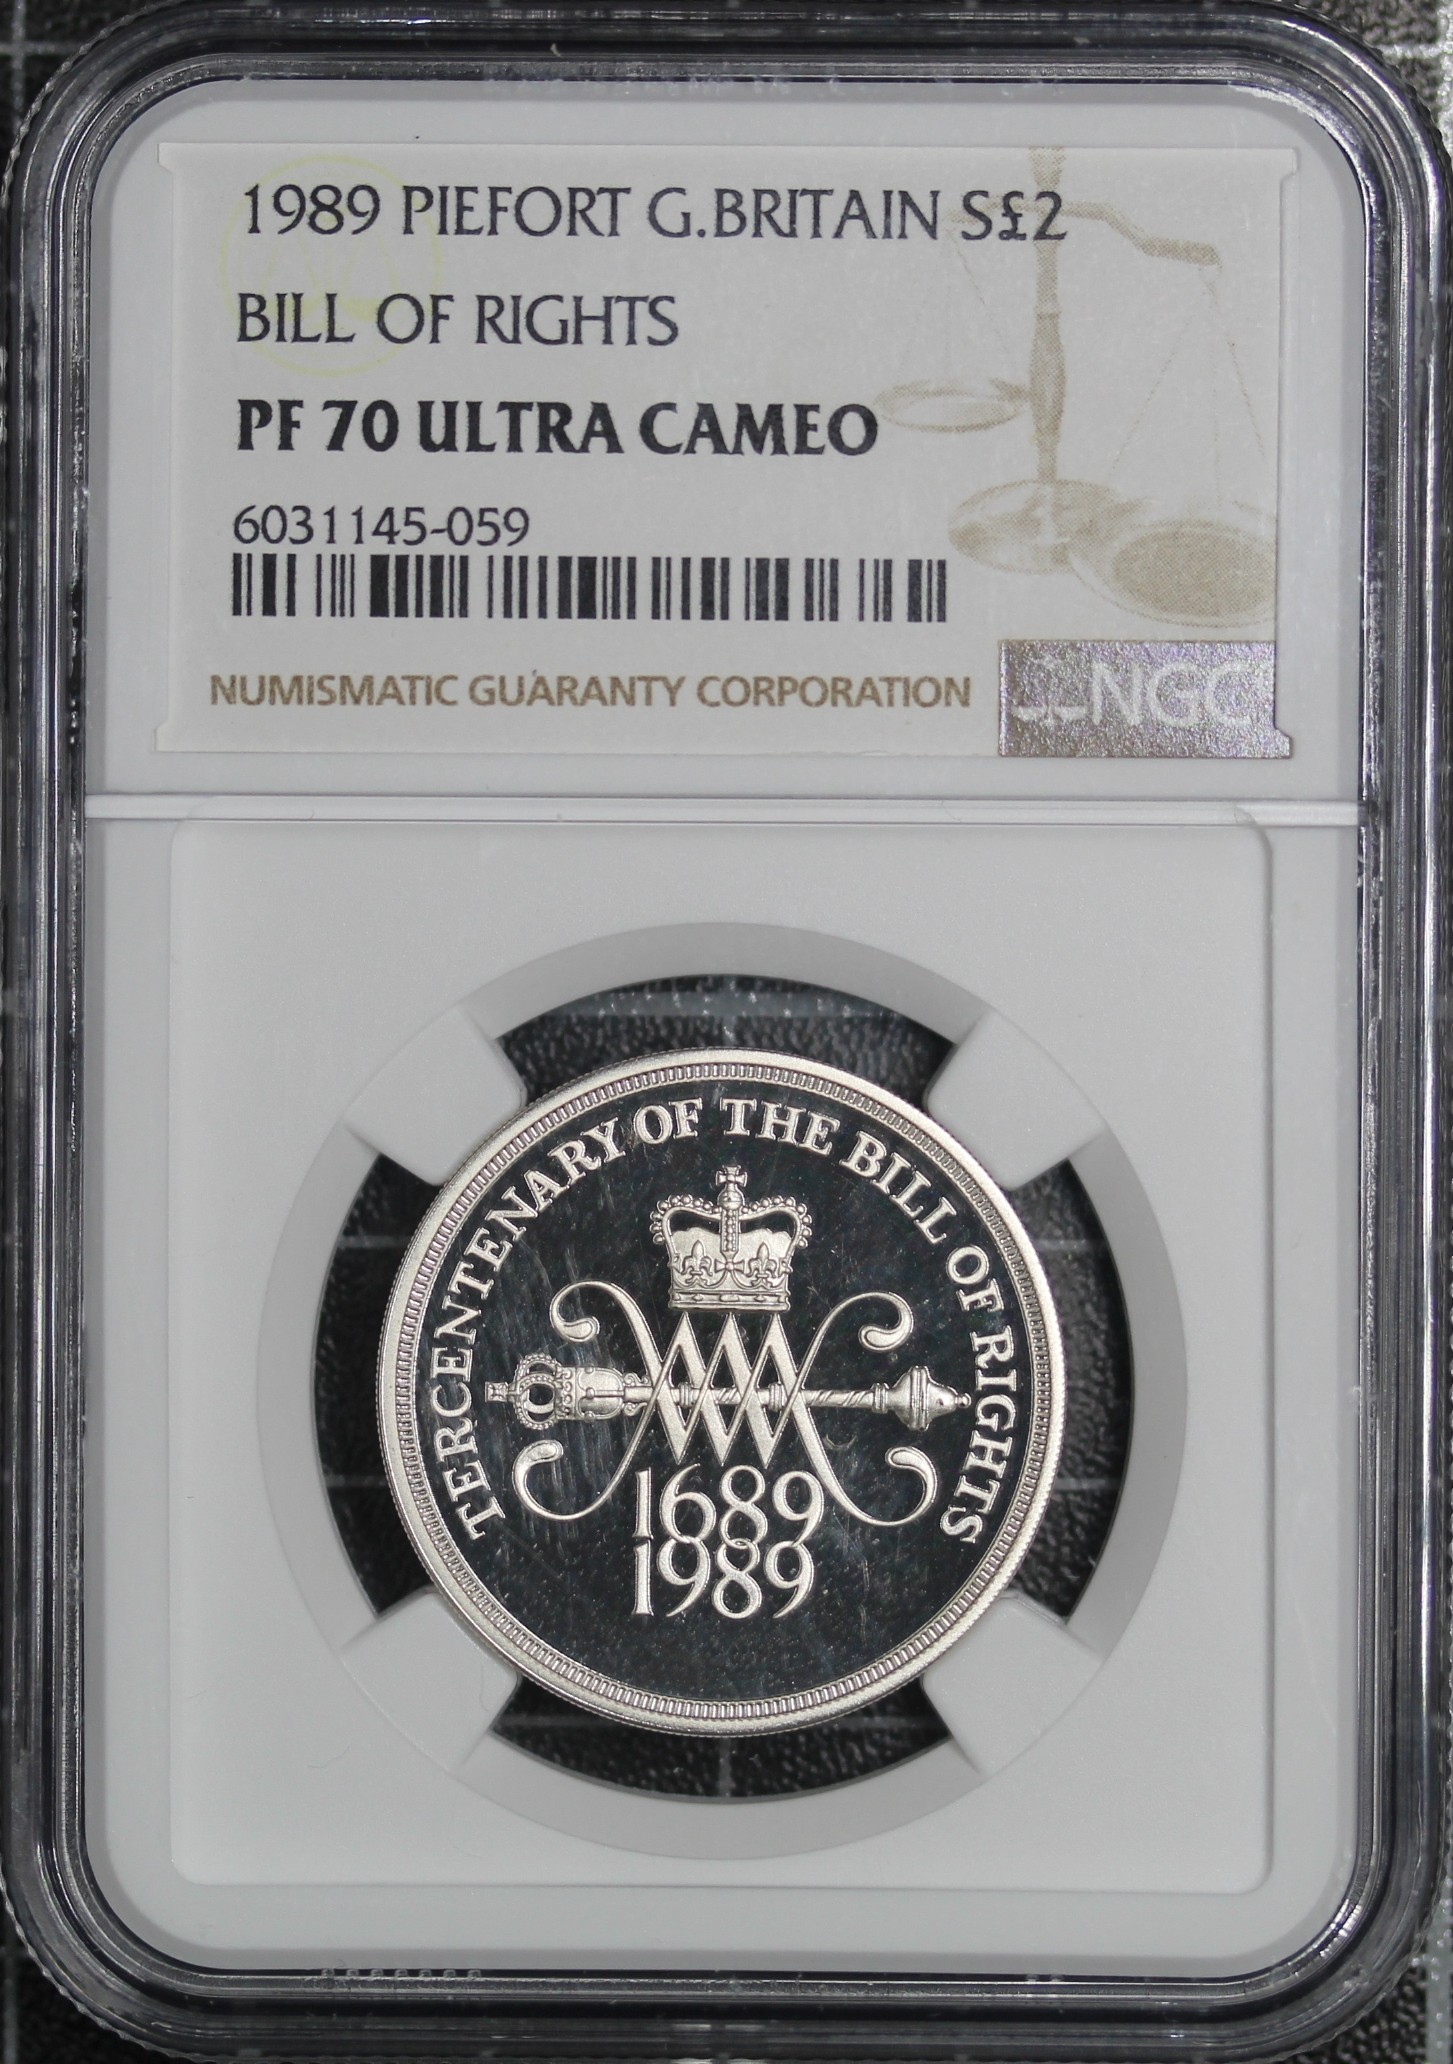 1989 PIEFORT G.BRITAIN S£2
BILL OF RIGHTS
PF 70 ULTRA CAMEO
6031145-059
NUMISMATIC GUARANTY CORPORATION
NGC
TERCENTENARY OF THE BILL OF RIGHTS
1689
1989